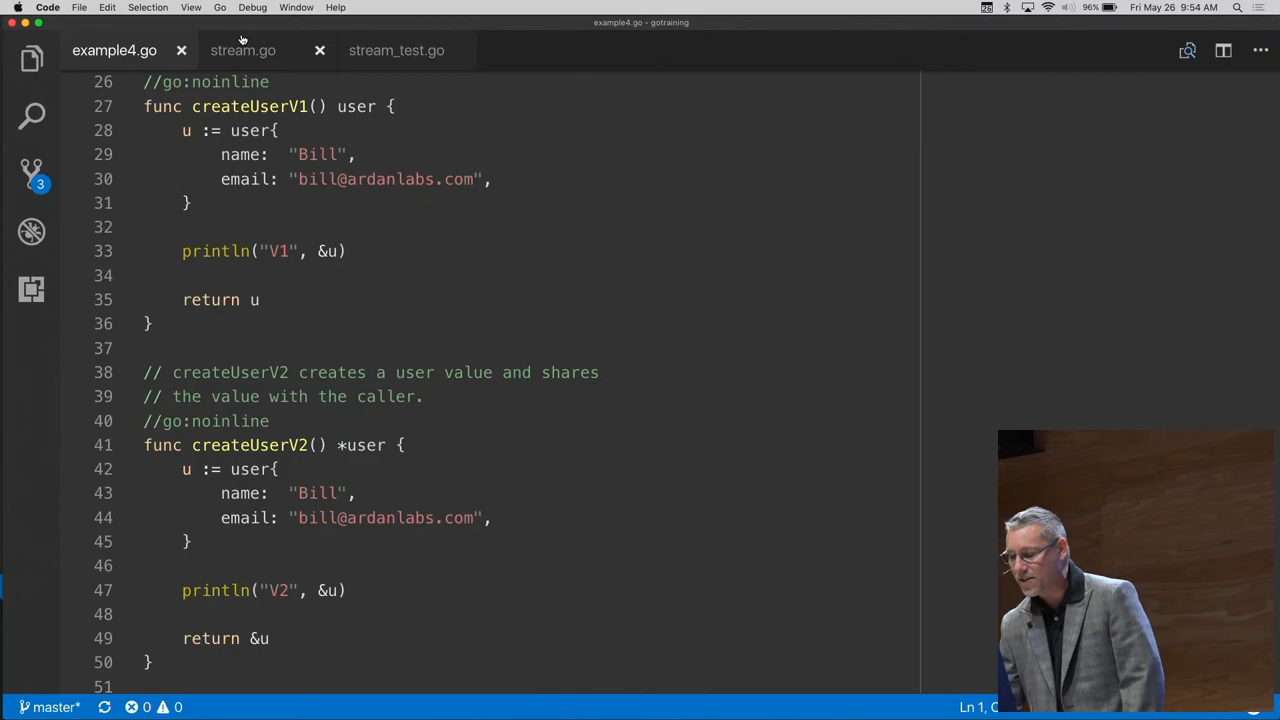 Code File Edit Selection View Go Debug Window Help
26 96% Fri May 26 9:54 AM
example4.go — gotraining
example4.go stream.go stream_test.go
26 //go:noinline
27 func createUserV1() user {
28 u := user{
29 name: "Bill",
30 email: "bill@ardanlabs.com",
31 }
32
33 println("V1", &u)
34
35 return u
36 }
37
38 // createUserV2 creates a user value and shares
39 // the value with the caller.
40 //go:noinline
41 func createUserV2() *user {
42 u := user{
43 name: "Bill",
44 email: "bill@ardanlabs.com",
45 }
46
47 println("V2", &u)
48
49 return &u
50 }
51
3
master* 0 0 Ln 1,